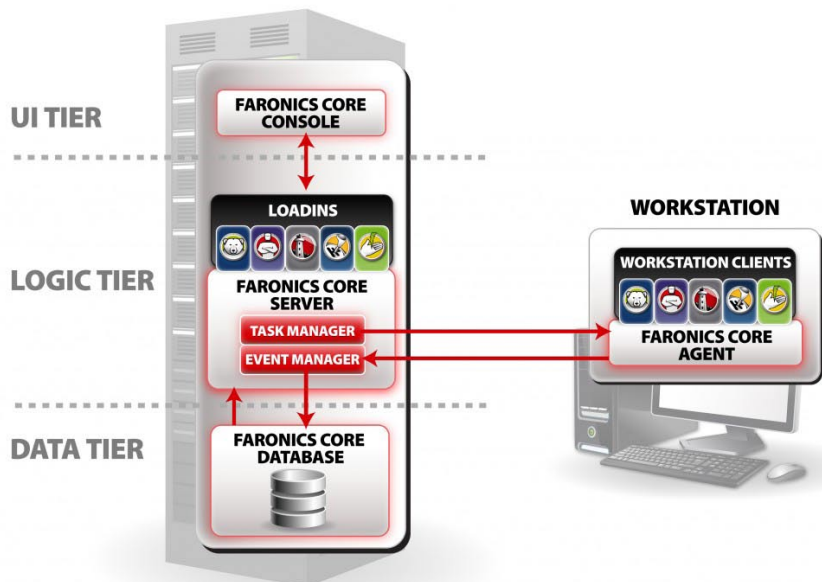 UI TIER
FARONICS CORE
CONSOLE
LOGIC TIER
LOADINS
FARONICS CORE
SERVER
TASK MANAGER
EVENT MANAGER
DATA TIER
FARONICS CORE
DATABASE
WORKSTATION
WORKSTATION CLIENTS
FARONICS CORE
AGENT